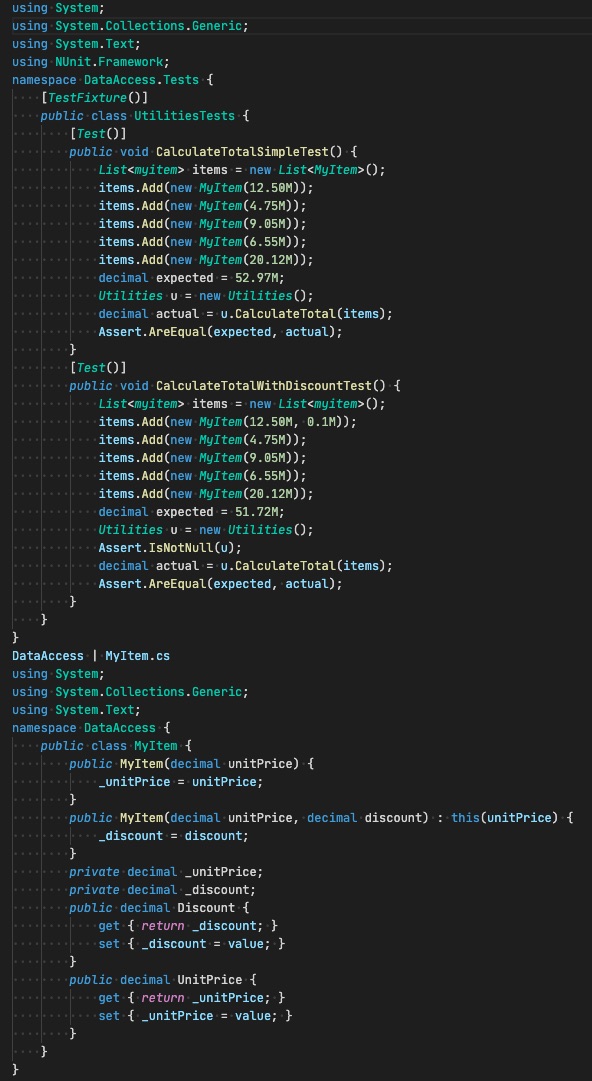 using System;
using System.Collections.Generic;
using System.Text;
using NUnit.Framework;
namespace DataAccess.Tests {
    [TestFixture()]
    public class UtilitiesTests {
        [Test()]
        public void CalculateTotalSimpleTest() {
            List<myitem> items = new List<MyItem>();
            items.Add(new MyItem(12.50M));
            items.Add(new MyItem(4.75M));
            items.Add(new MyItem(9.05M));
            items.Add(new MyItem(6.55M));
            items.Add(new MyItem(20.12M));
            decimal expected = 52.97M;
            Utilities u = new Utilities();
            decimal actual = u.CalculateTotal(items);
            Assert.AreEqual(expected, actual);
        }
        [Test()]
        public void CalculateTotalWithDiscountTest() {
            List<myitem> items = new List<myitem>();
            items.Add(new MyItem(12.50M, 0.1M));
            items.Add(new MyItem(4.75M));
            items.Add(new MyItem(9.05M));
            items.Add(new MyItem(6.55M));
            items.Add(new MyItem(20.12M));
            decimal expected = 51.72M;
            Utilities u = new Utilities();
            Assert.IsNotNull(u);
            decimal actual = u.CalculateTotal(items);
            Assert.AreEqual(expected, actual);
        }
    }
}
DataAccess | MyItem.cs
using System;
using System.Collections.Generic;
using System.Text;
namespace DataAccess {
    public class MyItem {
        public MyItem(decimal unitPrice) {
            _unitPrice = unitPrice;
        }
        public MyItem(decimal unitPrice, decimal discount) : this(unitPrice) {
            _discount = discount;
        }
        private decimal _unitPrice;
        private decimal _discount;
        public decimal Discount {
            get { return _discount; }
            set { _discount = value; }
        }
        public decimal UnitPrice {
            get { return _unitPrice; }
            set { _unitPrice = value; }
        }
    }
}